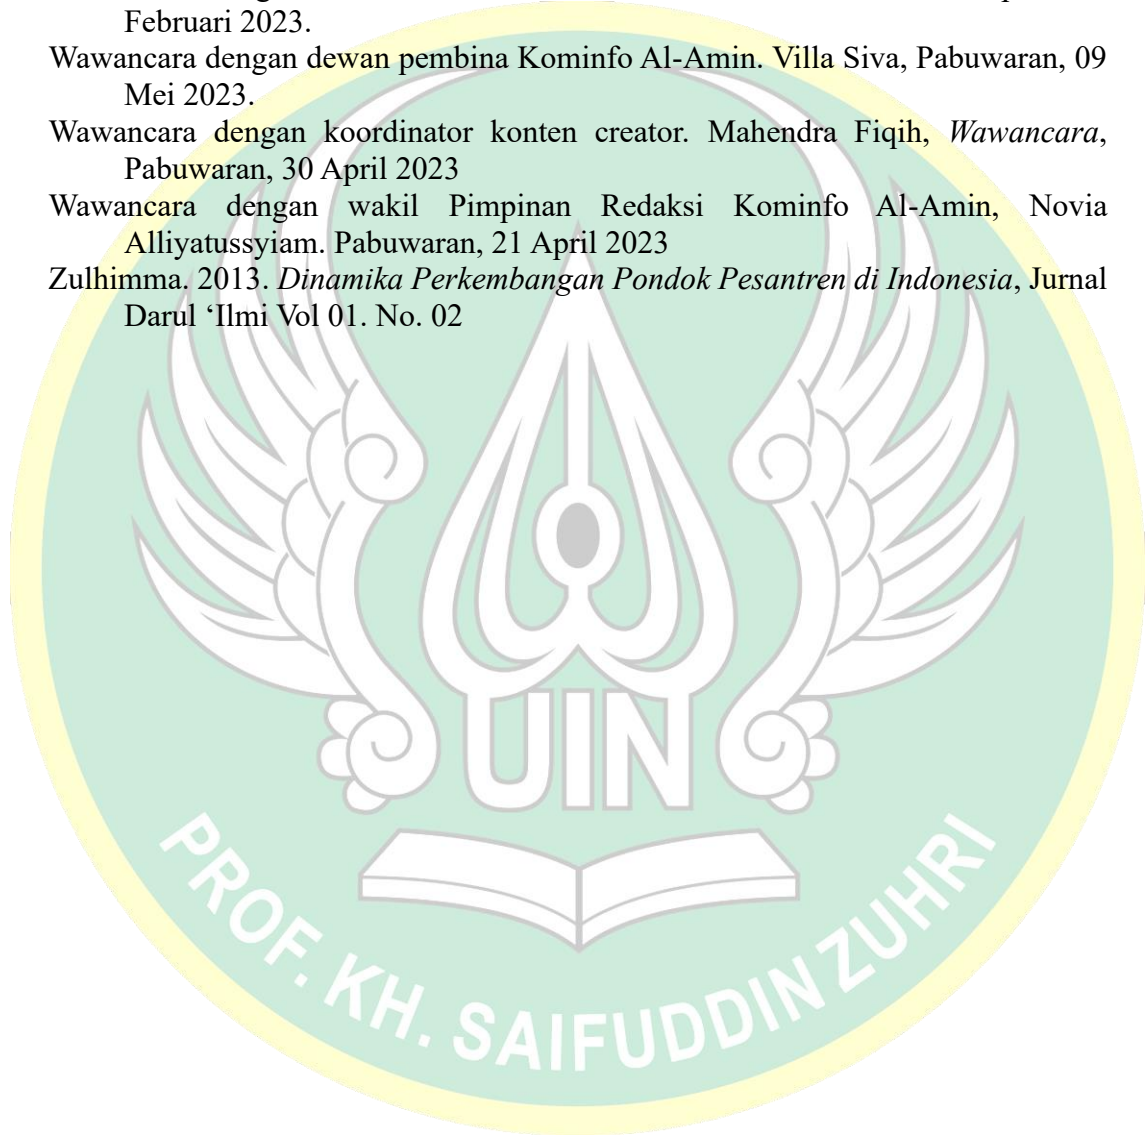 Februari 2023.
Wawancara dengan dewan pembina Kominfo Al-Amin. Villa Siva, Pabuwaran, 09
Mei 2023.
Wawancara dengan koordinator konten creator. Mahendra Fiqih, Wawancara,
Pabuwaran, 30 April 2023
Wawancara dengan wakil Pimpinan Redaksi Kominfo Al-Amin, Novia
Alliyatussyiam. Pabuwaran, 21 April 2023
Zulhimma. 2013. Dinamika Perkembangan Pondok Pesantren di Indonesia, Jurnal
Darul ‘Ilmi Vol 01. No. 02
UIN
PROF. KH. SAIFUDDIN ZUHRI